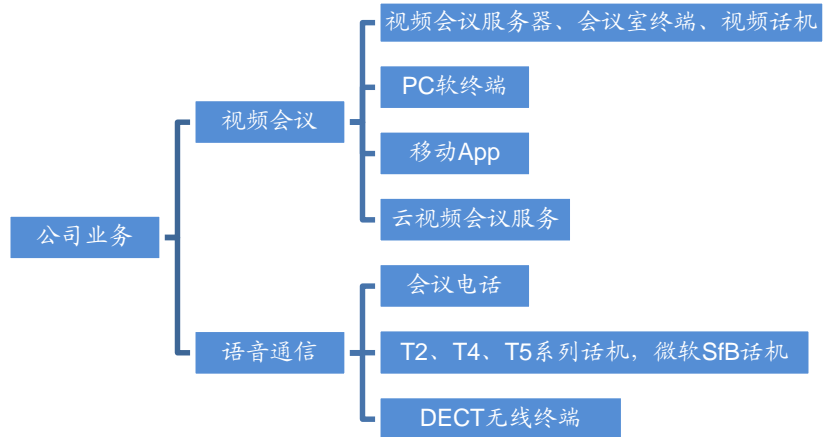 公司业务
视频会议
视频会议服务器、会议室终端、视频话机
PC软终端
移动App
云视频会议服务
语音通信
会议电话
T2、T4、T5系列话机，微软SfB话机
DECT无线终端